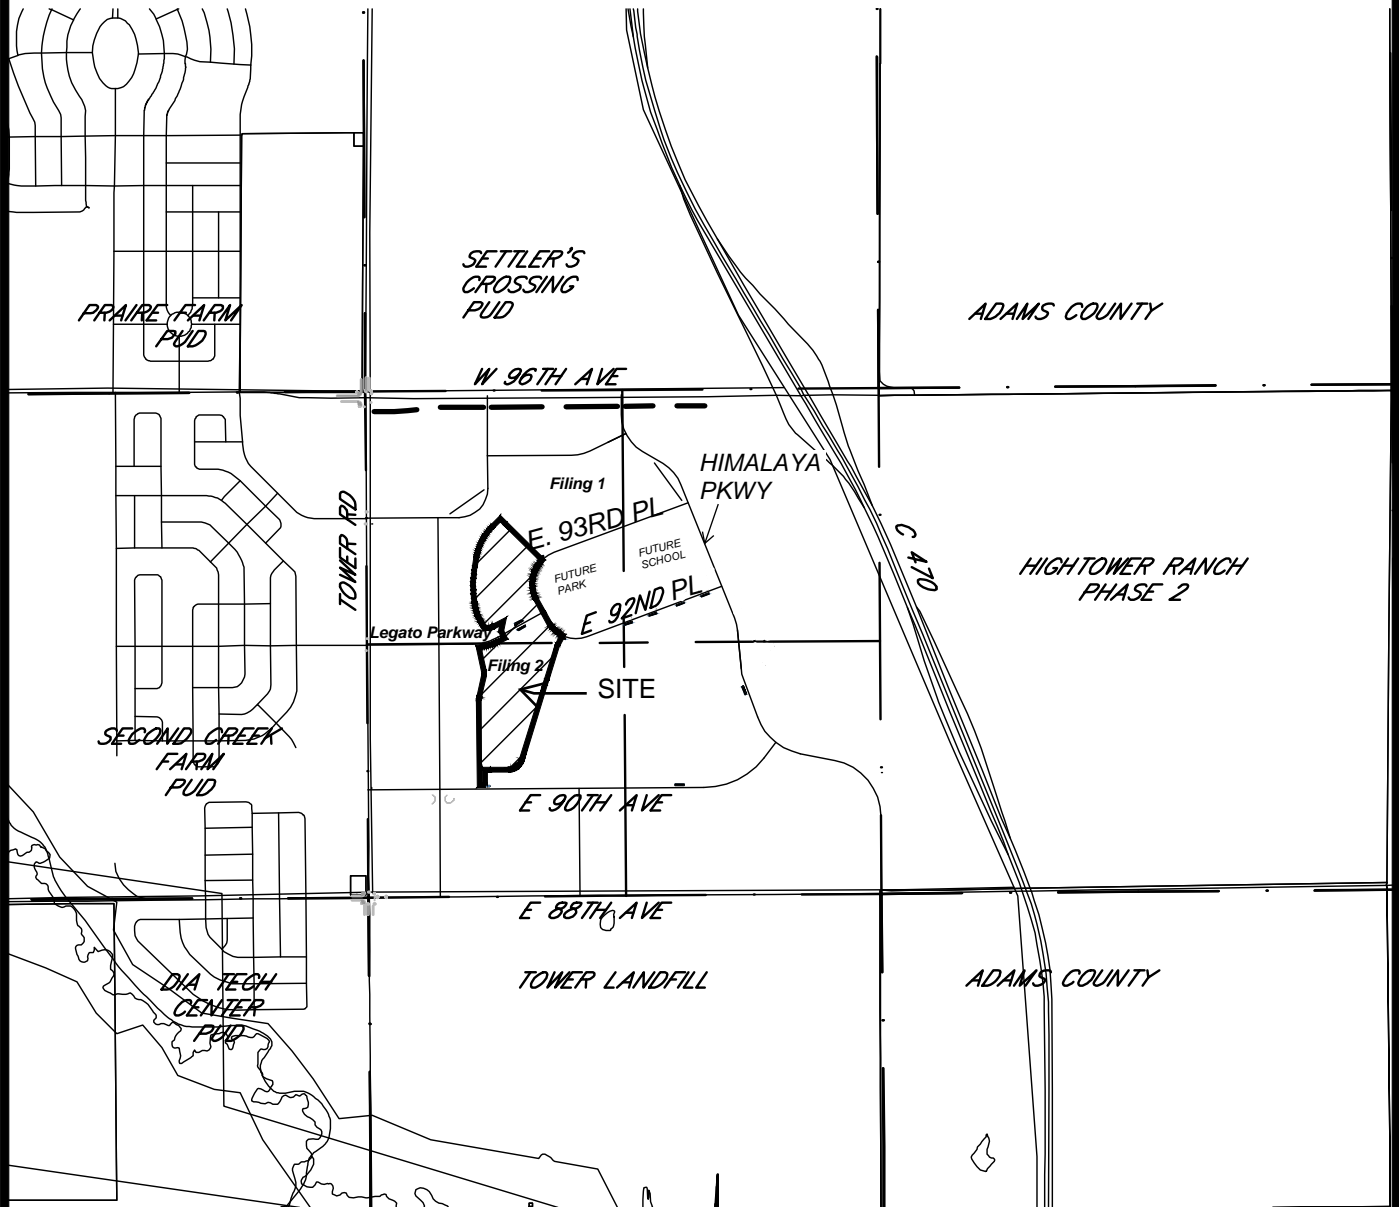 SETTLER'S
CROSSING
PUD
PRAIRE FARM
PUD
ADAMS COUNTY
W 96TH AVE
HIMALAYA
PKWY
Filing 1
TOWER RD
E. 93RD PL
FUTURE
SCHOOL
FUTURE
PARK
C 470
HIGHTOWER RANCH
PHASE 2
E 92ND PL
Legato Parkway
Filing 2
SITE
SECOND CREEK
FARM
PUD
E 90TH AVE
E 88TH AVE
DIA TECH
CENTER
PUD
TOWER LANDFILL
ADAMS COUNTY